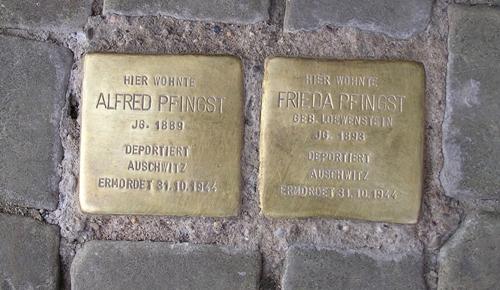 HIER WOHNTE
ALFRED PFINGST
JG. 1889
DEPORTIERT
AUSCHWITZ
ERMORDET 31.10.1944
HIER WOHNTE
FRIEDA PFINGST
GEB. LOEWENSTEIN
JG. 1893
DEPORTIERT
AUSCHWITZ
ERMORDET 31.10.1944